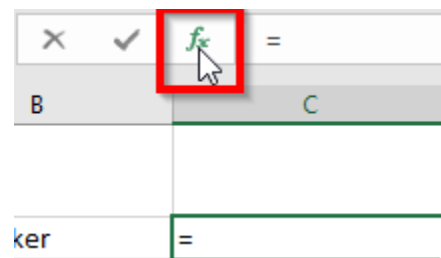 fx =
B C
ker =